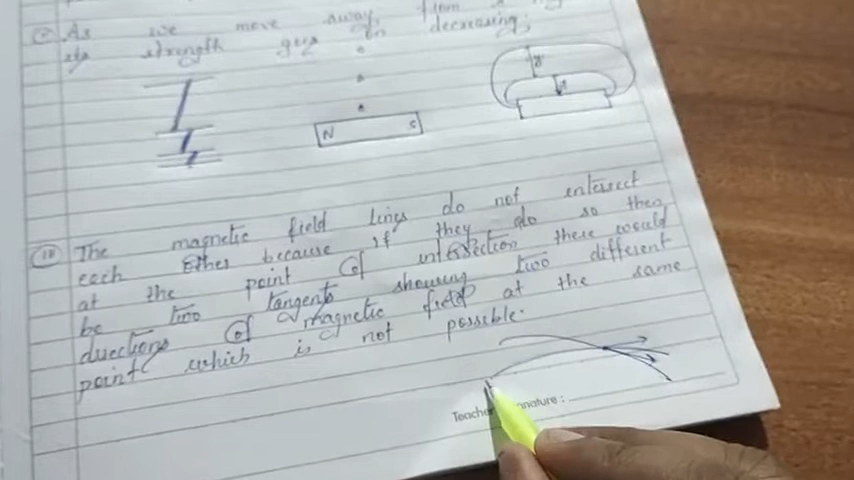 As we move away, from a
its strength goes on decreasing;
N S
The magnetic field lines do not intersect
each other because if they do so then
at the point of intersection there would
be two tangents showing two different
directions of magnetic field at the same
point which is not possible.
Teacher Signature :